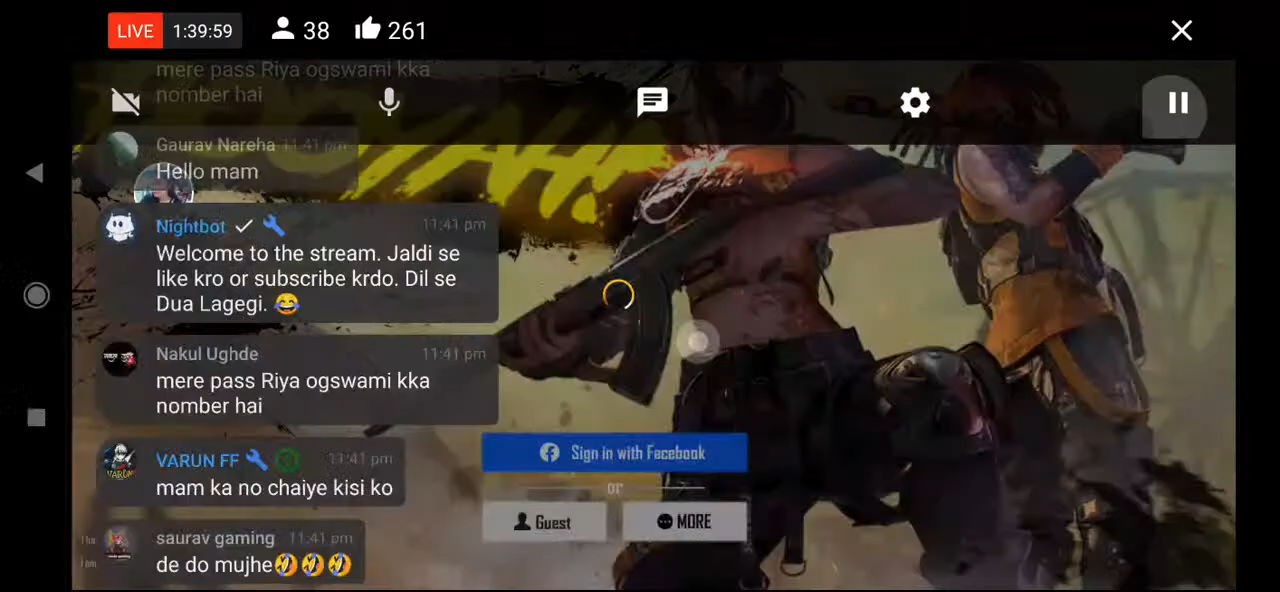 LIVE 1:39:59 38 261
mere pass Riya ogswami kka
nomber hai
Gaurav Nareha 11:41 pm
Hello mam
Nightbot 11:41 pm
Welcome to the stream. Jaldi se
like kro or subscribe krdo. Dil se
Dua Lagegi. 😂
Nakul Ughde 11:41 pm
mere pass Riya ogswami kka
nomber hai
VARUN FF 11:41 pm
mam ka no chaiye kisi ko
saurav gaming 11:41 pm
de do mujhe🤣🤣🤣
Sign in with Facebook
or
Guest
MORE